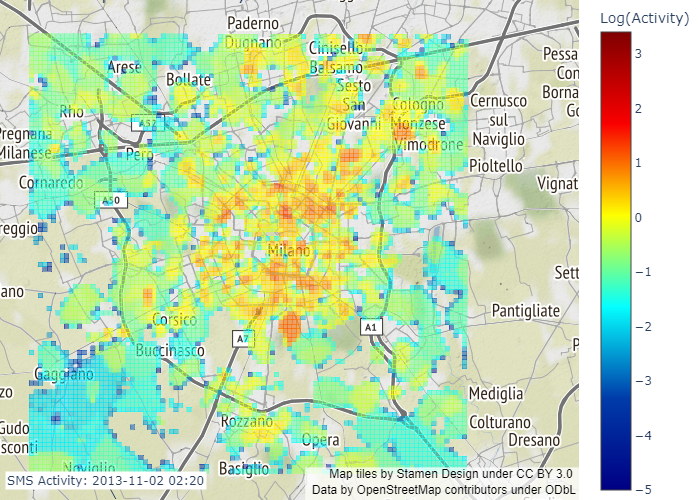 Log(Activity)
Paderno
Dugnano
Cinisello
Balsamo
Arese
Bollate
Sesto
San
Giovanni
Cologno
Monzese
Vimodrone
Cernusco
sul
Naviglio
Pessa
Con
Borna
Go
Rho
A52
Pregnana
Milanese
Pero
Pioltello
Cornaredo
Vignat
A50
reggio
Milano
Sett
ano
Pantigliate
Corsico
A1
A7
P
Buccinasco
Gaggiano
zo
Mediglia
Rozzano
Colturano
Gudo
Dresano
sconti
Opera
Noviglio
Basiglio
3
2
1
0
−1
−2
−3
−4
−5
SMS Activity: 2013-11-02 02:20
Map tiles by Stamen Design under CC BY 3.0
Data by OpenStreetMap contributors under ODbL